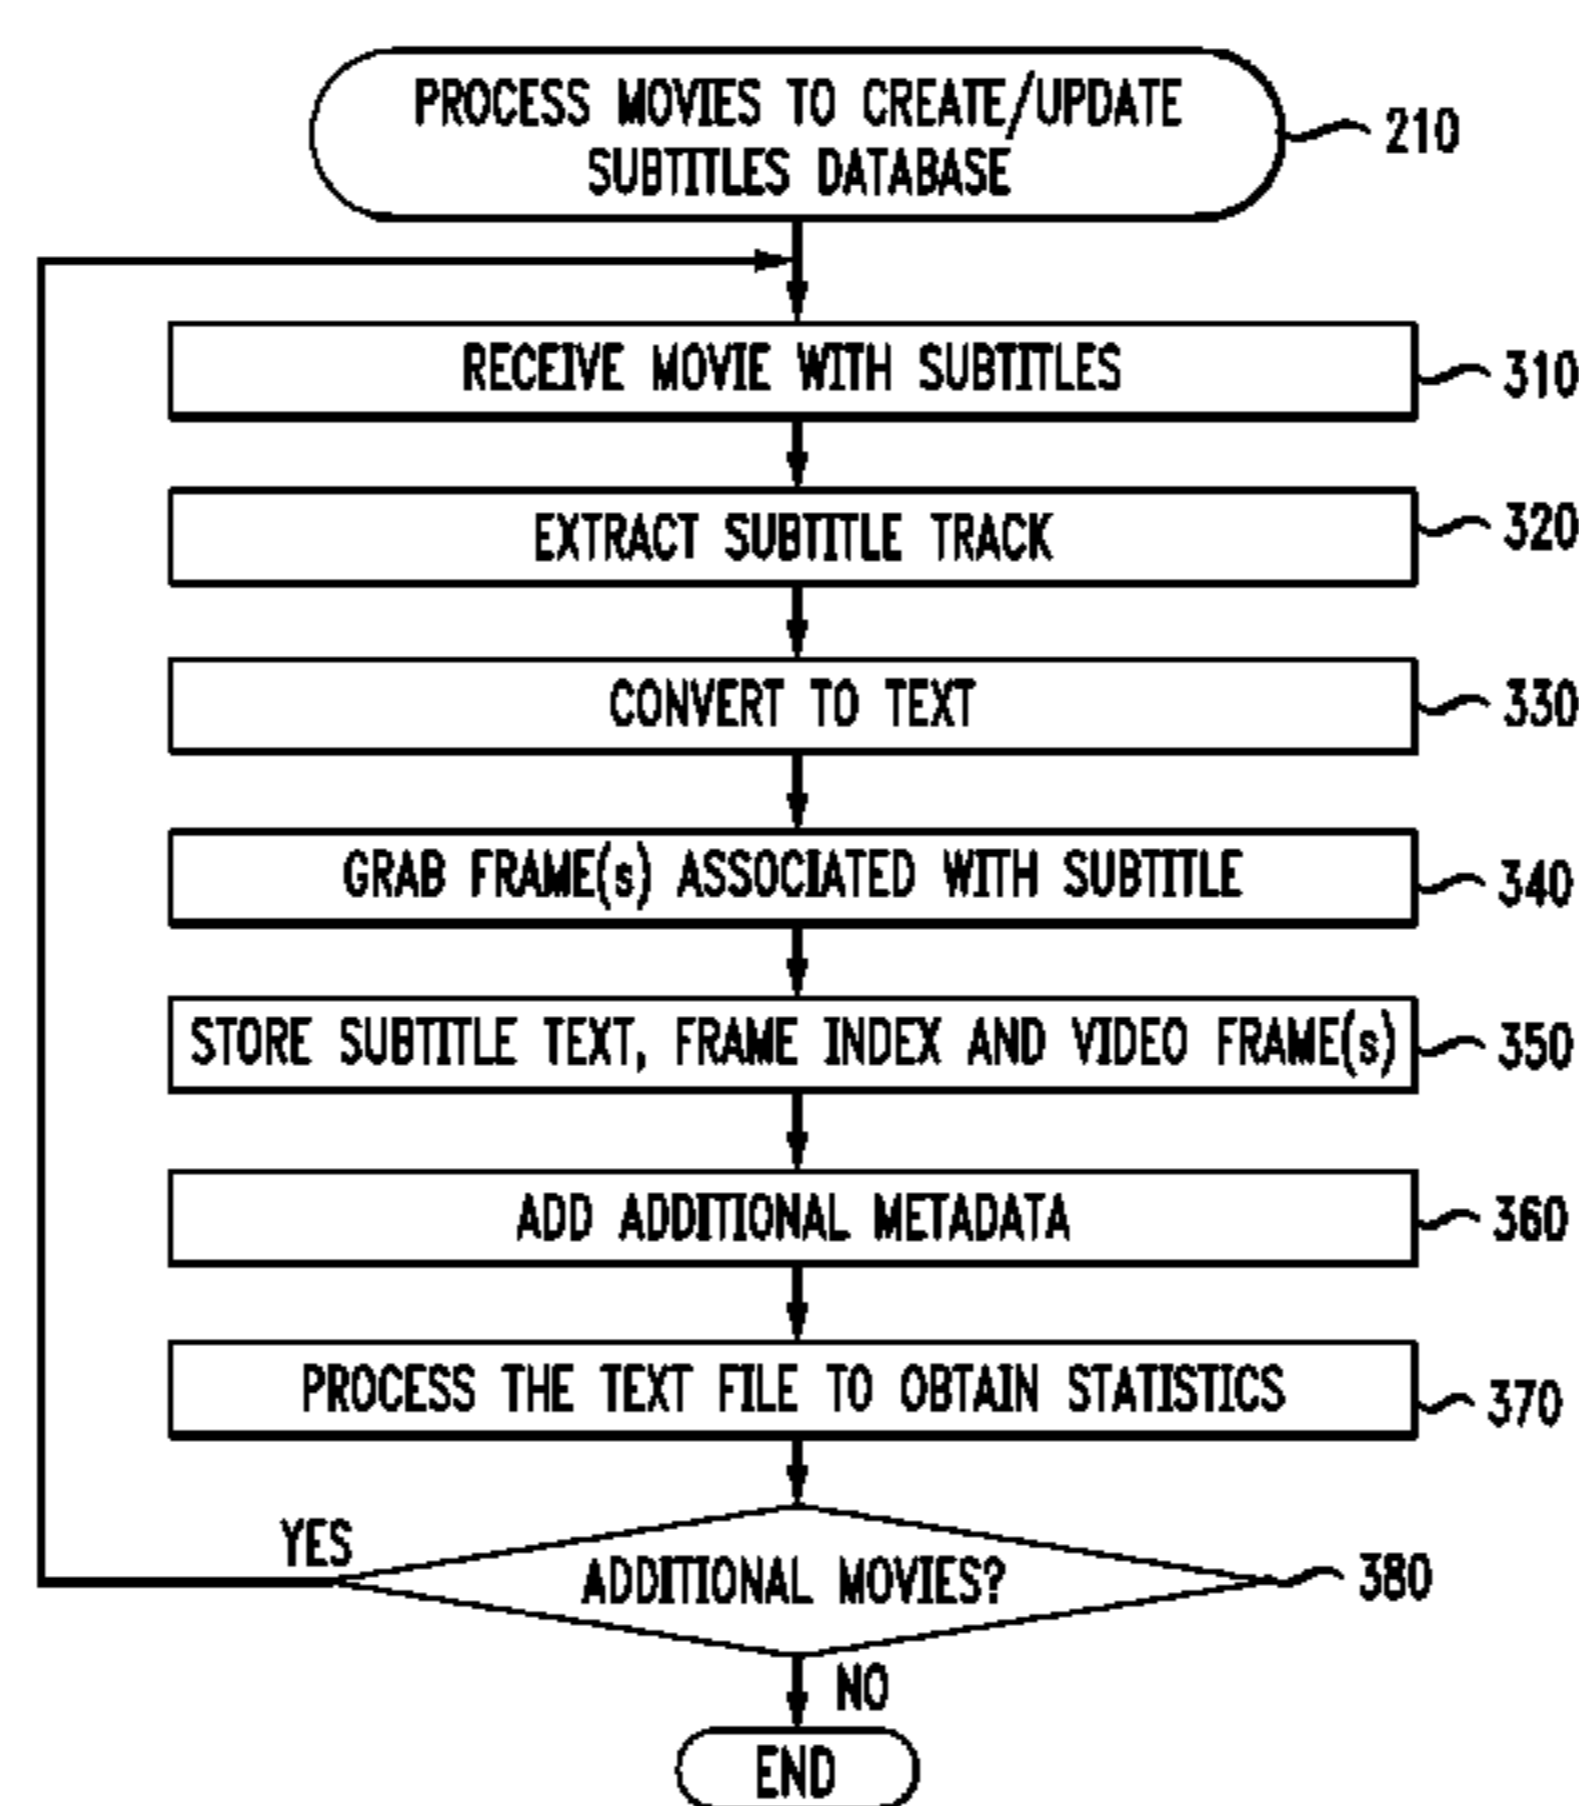 PROCESS MOVIES TO CREATE/UPDATE
SUBTITLES DATABASE
210
RECEIVE MOVIE WITH SUBTITLES
310
EXTRACT SUBTITLE TRACK
320
CONVERT TO TEXT
330
GRAB FRAME(s) ASSOCIATED WITH SUBTITLE
340
STORE SUBTITLE TEXT, FRAME INDEX AND VIDEO FRAME(s)
350
ADD ADDITIONAL METADATA
360
PROCESS THE TEXT FILE TO OBTAIN STATISTICS
370
YES
ADDITIONAL MOVIES?
380
NO
END